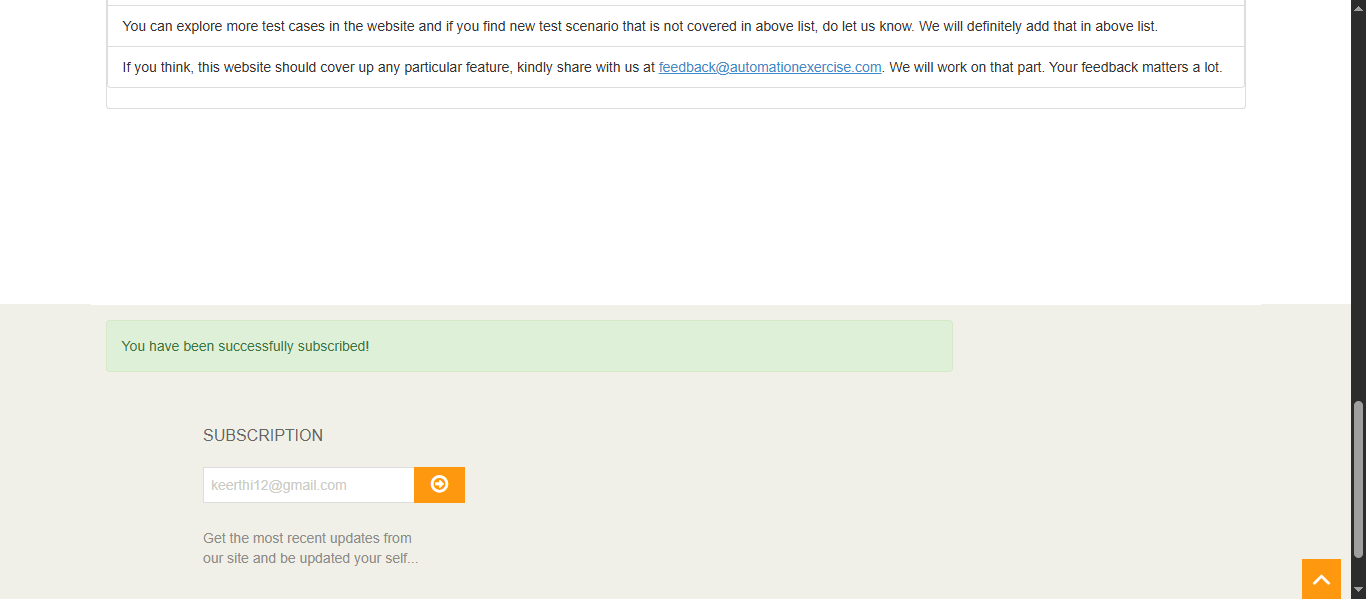 You can explore more test cases in the website and if you find new test scenario that is not covered in above list, do let us know. We will definitely add that in above list.
If you think, this website should cover up any particular feature, kindly share with us at feedback@automationexercise.com. We will work on that part. Your feedback matters a lot.
You have been successfully subscribed!
SUBSCRIPTION
keerthi12@gmail.com
Get the most recent updates from
our site and be updated your self...